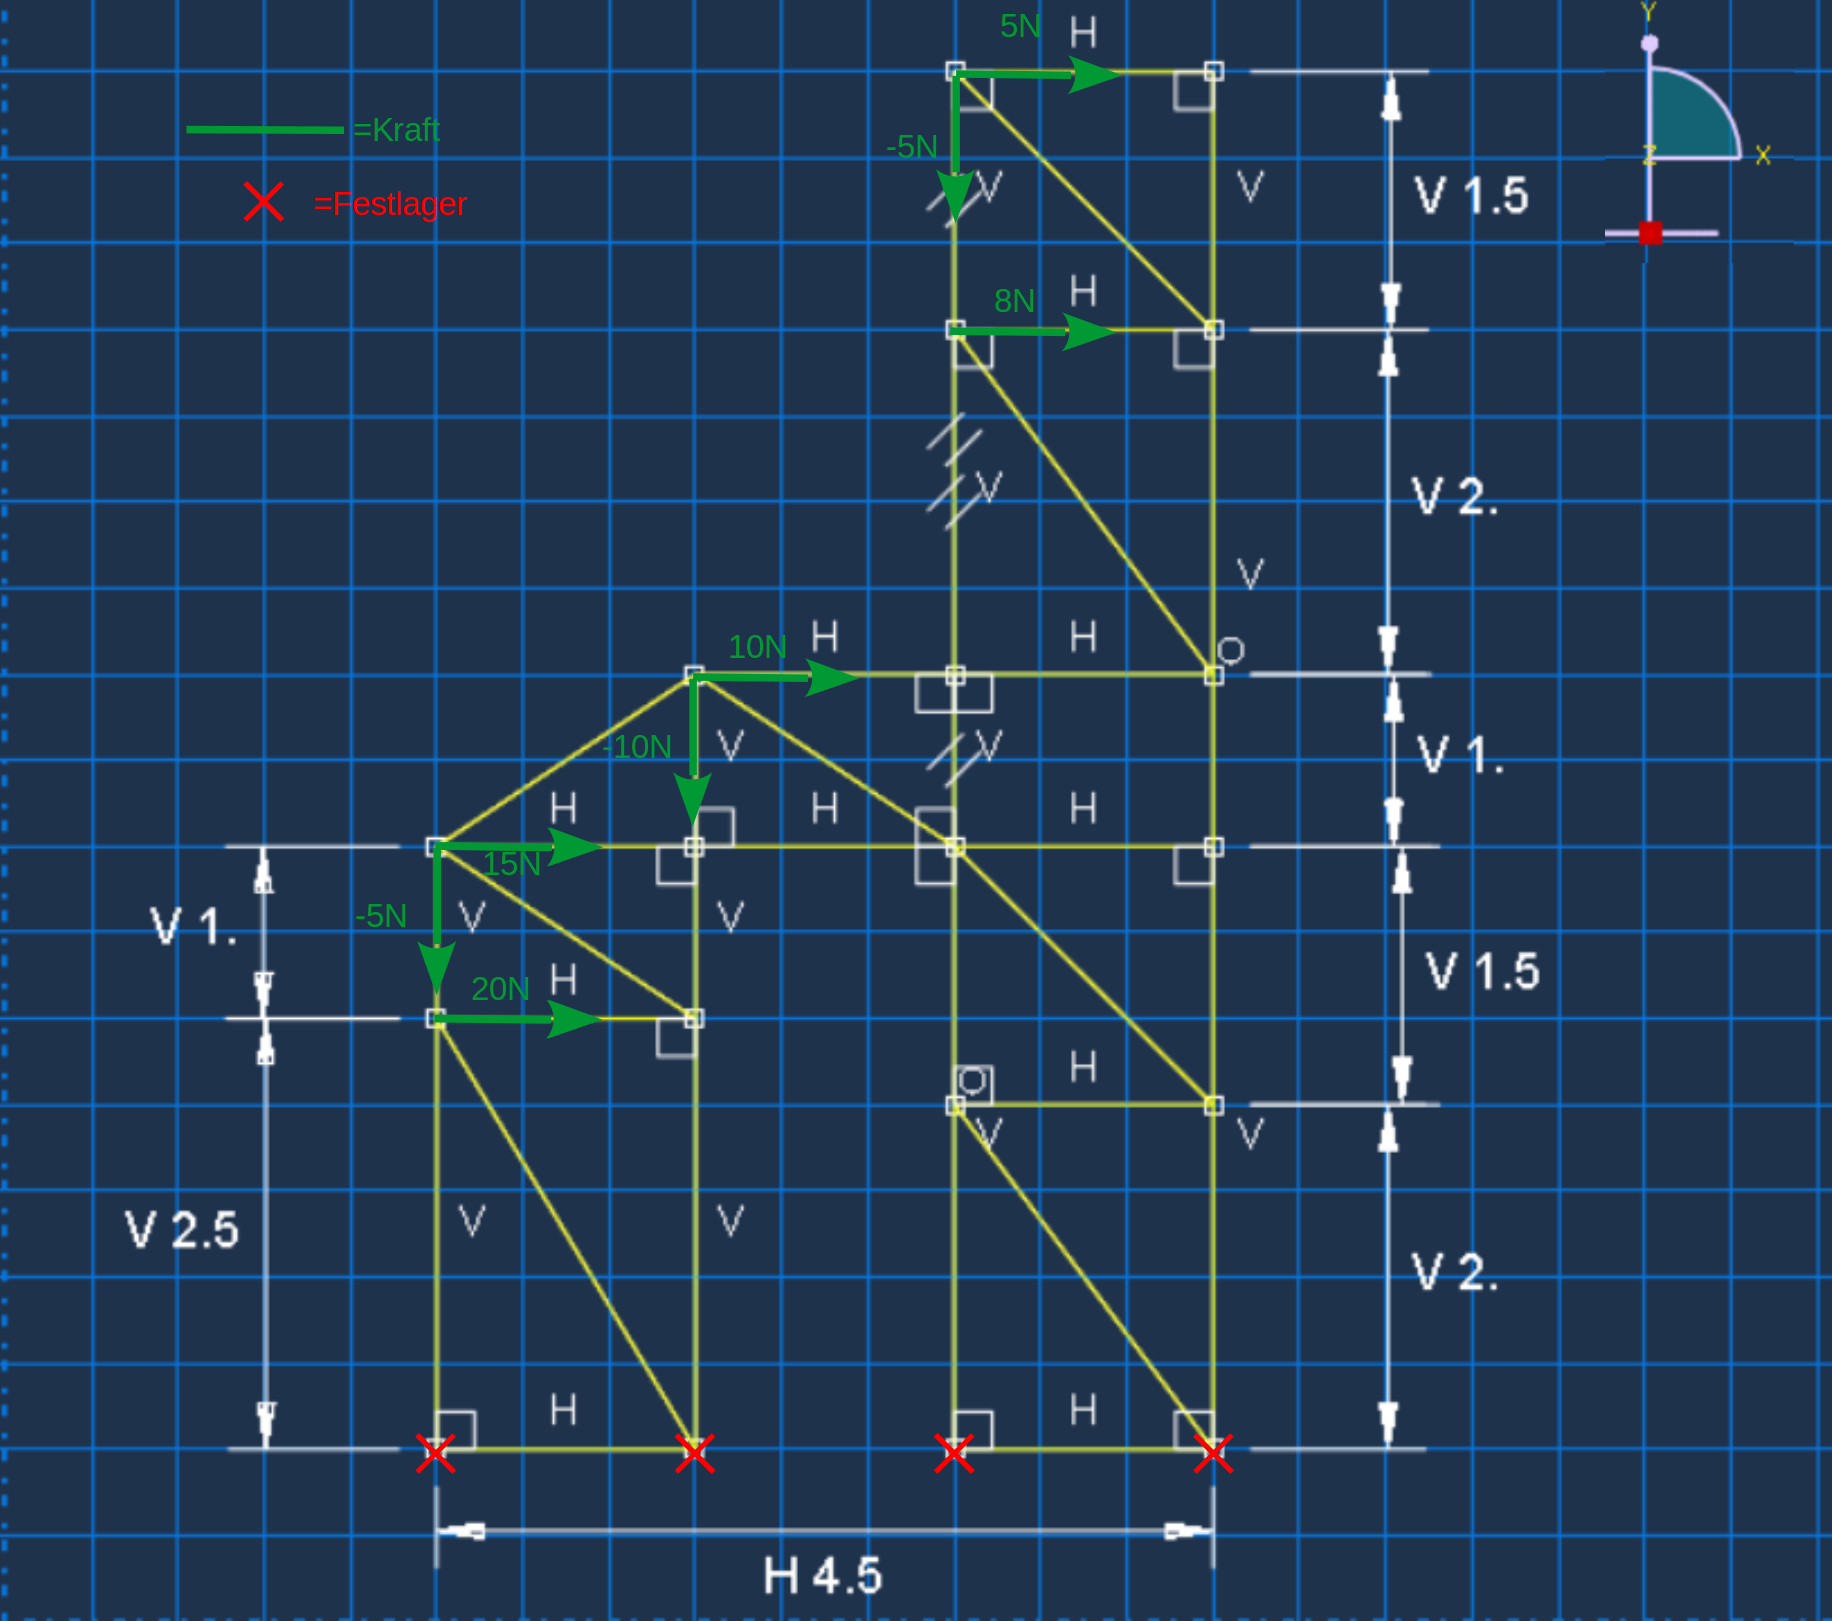 Y
5N
H
=Kraft
-5N
Z
X
V
V
V 1.5
=Festlager
8N
H
V
V 2.
V
10N
H
H
-10N
V
V
V 1.
H
H
H
15N
-5N
V
V
V 1.
20N
H
V 1.5
H
V
V
V
V
V 2.5
V 2.
H
H
H 4.5